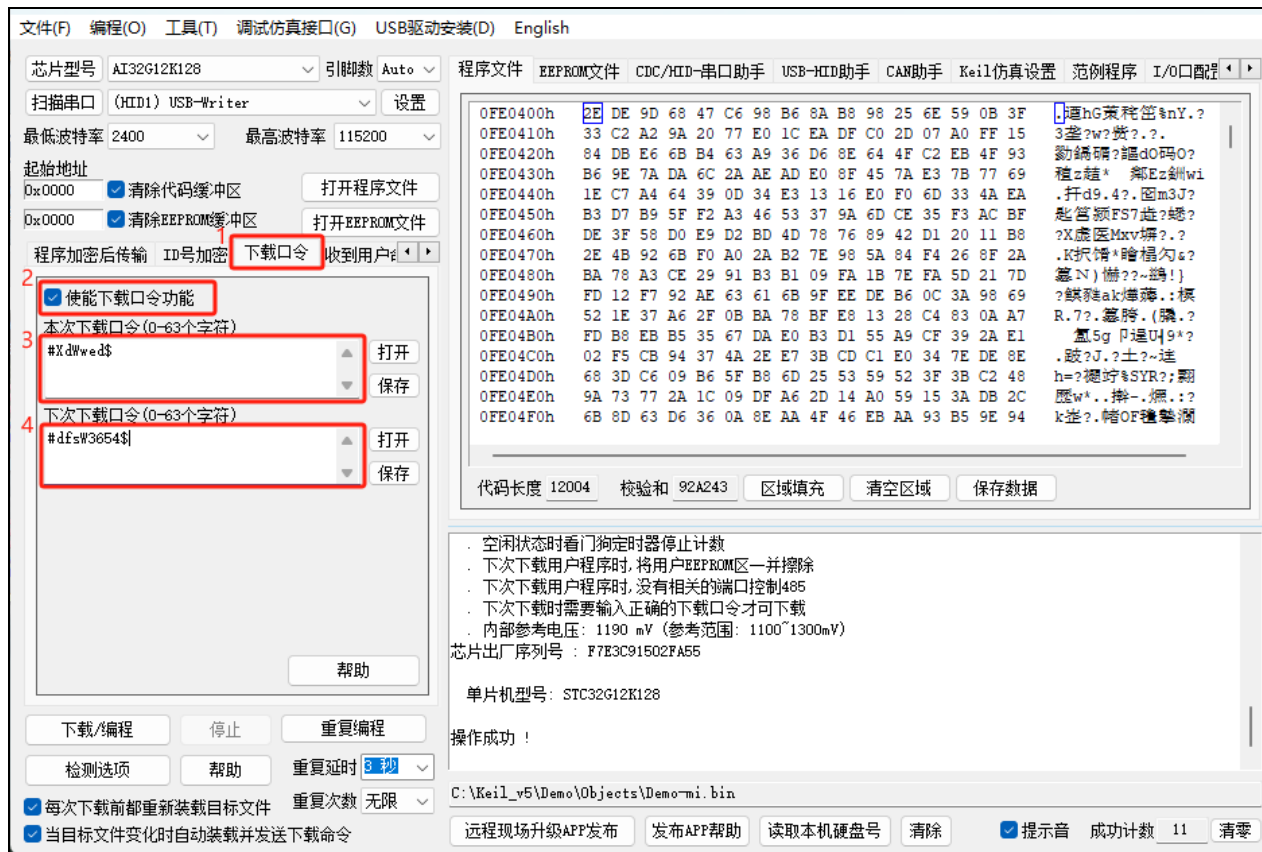 文件(F) 编程(O) 工具(T) 调试仿真接口(G) USB驱动安装(D) English
芯片型号 AI32G12K128 引脚数 Auto
扫描串口 (HID1) USB-Writer 设置
最低波特率 2400 最高波特率 115200
起始地址
0x0000 清除代码缓冲区 打开程序文件
0x0000 清除EEPROM缓冲区 打开EEPROM文件
1
程序加密后传输 ID号加密 下载口令 收到用户命
2
使能下载口令功能
本次下载口令(0-63个字符)
3
#XdWwed$
打开
保存
下次下载口令(0-63个字符)
4
#dfsW3654$
打开
保存
帮助
下载/编程 停止 重复编程
检测选项 帮助 重复延时 3 秒
每次下载前都重新装载目标文件 重复次数 无限
当目标文件变化时自动装载并发送下载命令
程序文件 EEPROM文件 CDC/HID-串口助手 USB-HID助手 CAN助手 Keil仿真设置 范例程序 I/O口配置
0FE0400h 2E DE 9D 68 47 C6 98 B6 8A B8 98 25 6E 59 0B 3F
0FE0410h 33 C2 A2 9A 20 77 E0 1C EA DF C0 2D 07 A0 FF 15
0FE0420h 84 DB E6 6B B4 63 A9 36 D6 8E 64 4F C2 EB 4F 93
0FE0430h B6 9E 7A DA 6C 2A AE AD E0 8F 45 7A E3 7B 77 69
0FE0440h 1E C7 A4 64 39 0D 34 E3 13 16 E0 F0 6D 33 4A EA
0FE0450h B3 D7 B9 5F F2 A3 46 53 37 9A 6D CE 35 F3 AC BF
0FE0460h DE 3F 58 D0 E9 D2 BD 4D 78 76 89 42 D1 20 11 B8
0FE0470h 2E 4B 92 6B F0 A0 2A B2 7E 98 5A 84 F4 26 8F 2A
0FE0480h BA 78 A3 CE 29 91 B3 B1 09 FA 1B 7E FA 5D 21 7D
0FE0490h FD 12 F7 92 AE 63 61 6B 9F EE DE B6 0C 3A 98 69
0FE04A0h 52 1E 37 A6 2F 0B BA 78 BF E8 13 28 C4 83 0A A7
0FE04B0h FD B8 EB B5 35 67 DA E0 B3 D1 55 A9 CF 39 2A E1
0FE04C0h 02 F5 CB 94 37 4A 2E E7 3B CD C1 E0 34 7E DE 8E
0FE04D0h 68 3D C6 09 B6 5F B8 6D 25 53 59 52 3F 3B C2 48
0FE04E0h 9A 73 77 2A 1C 09 DF A6 2D 14 A0 59 15 3A DB 2C
0FE04F0h 6B 8D 63 D6 36 0A 8E AA 4F 46 EB AA 93 B5 9E 94
代码长度 12004 校验和 92A243 区域填充 清空区域 保存数据
. 空闲状态时看门狗定时器停止计数
. 下次下载用户程序时,将用户EEPROM区一并擦除
. 下次下载用户程序时,没有相关的端口控制485
. 下次下载时需要输入正确的下载口令才可下载
. 内部参考电压: 1190 mV (参考范围: 1100~1300mV)
芯片出厂序列号 : F7E3C91502FA55
单片机型号: STC32G12K128
操作成功 !
C:\Keil_v5\Demo\Objects\Demo-mi.bin
远程现场升级APP发布 发布APP帮助 读取本机硬盘号 清除 提示音 成功计数 11 清零